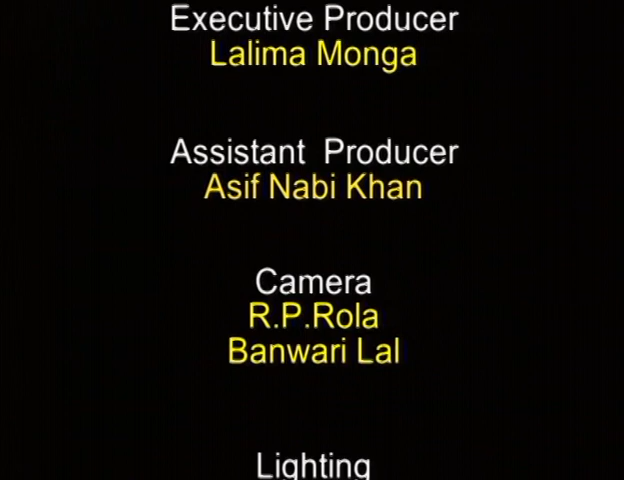 Executive Producer
Lalima Monga
Assistant Producer
Asif Nabi Khan
Camera
R.P.Rola
Banwari Lal
Lighting